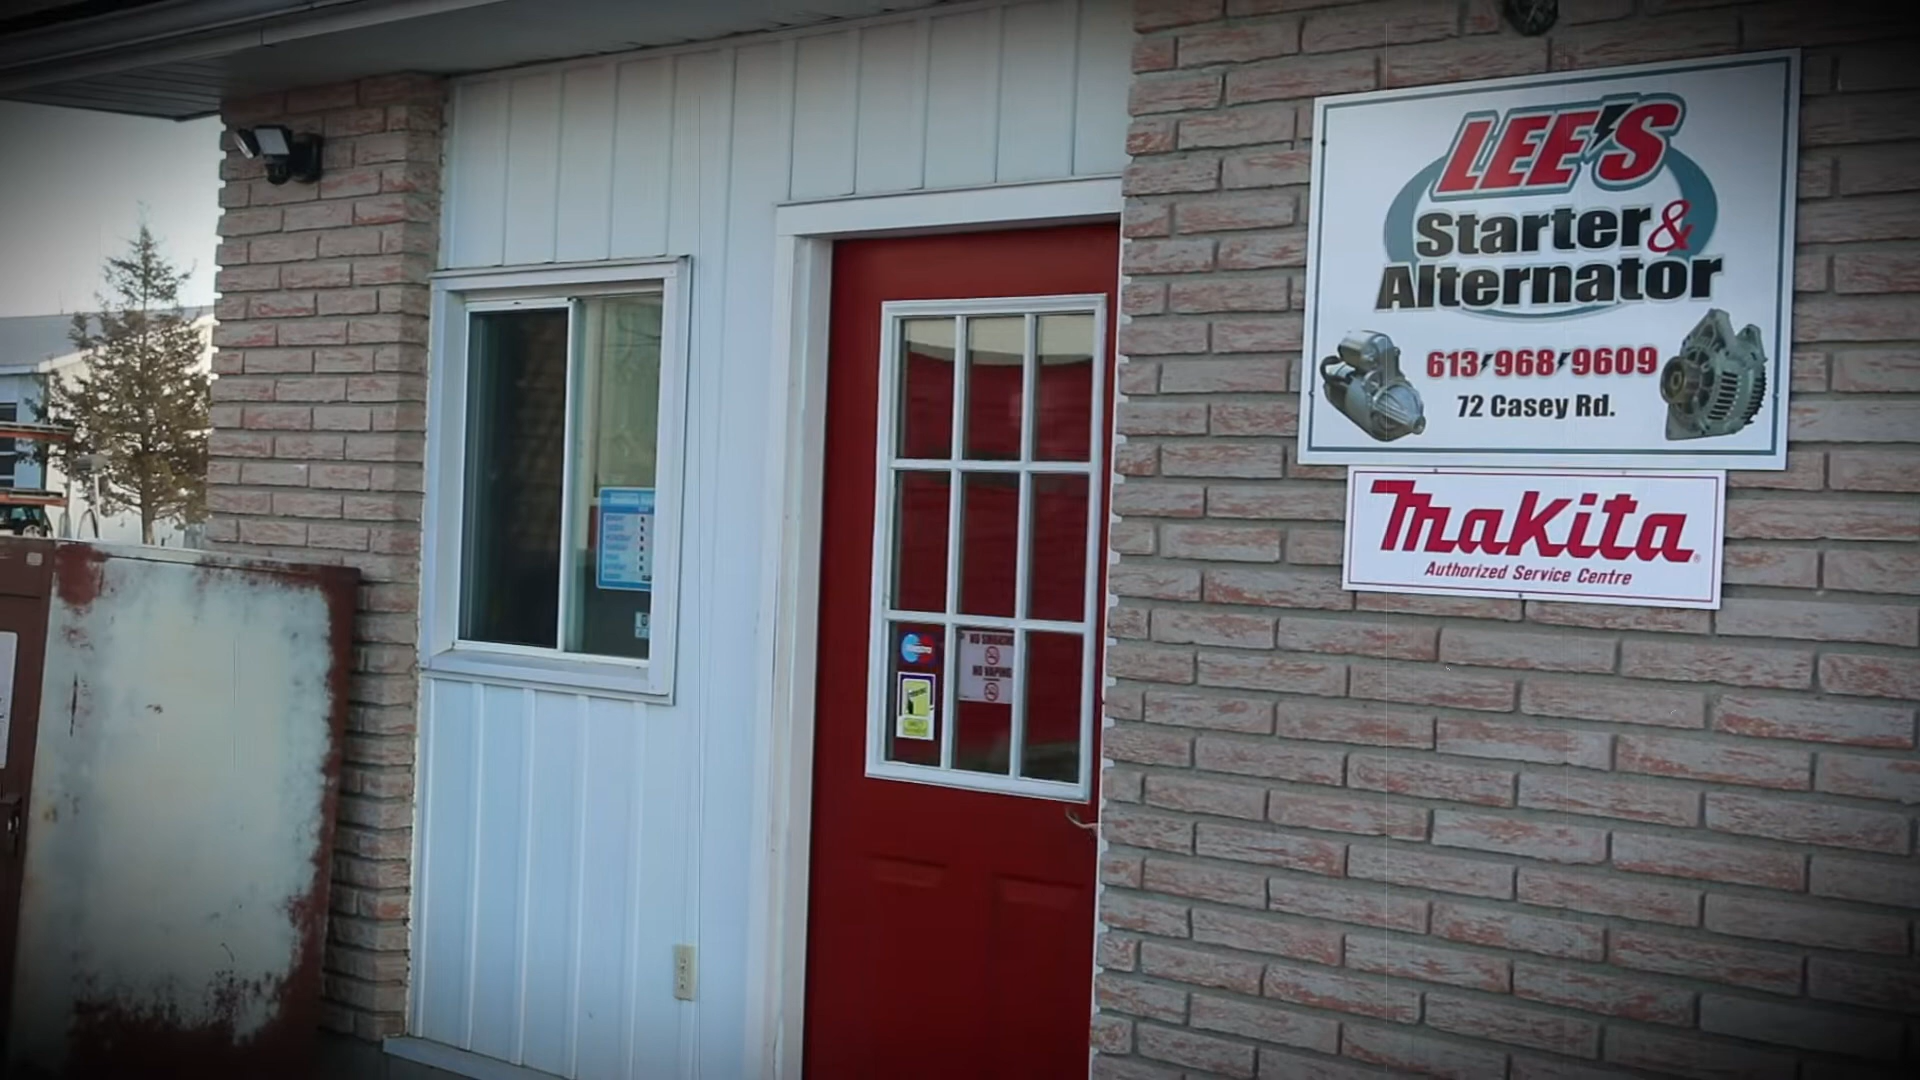 LEE'S
Starter &
Alternator
613 968 9609
72 Casey Rd.
Makita
Authorized Service Centre
NO SMOKING
NO VAPING